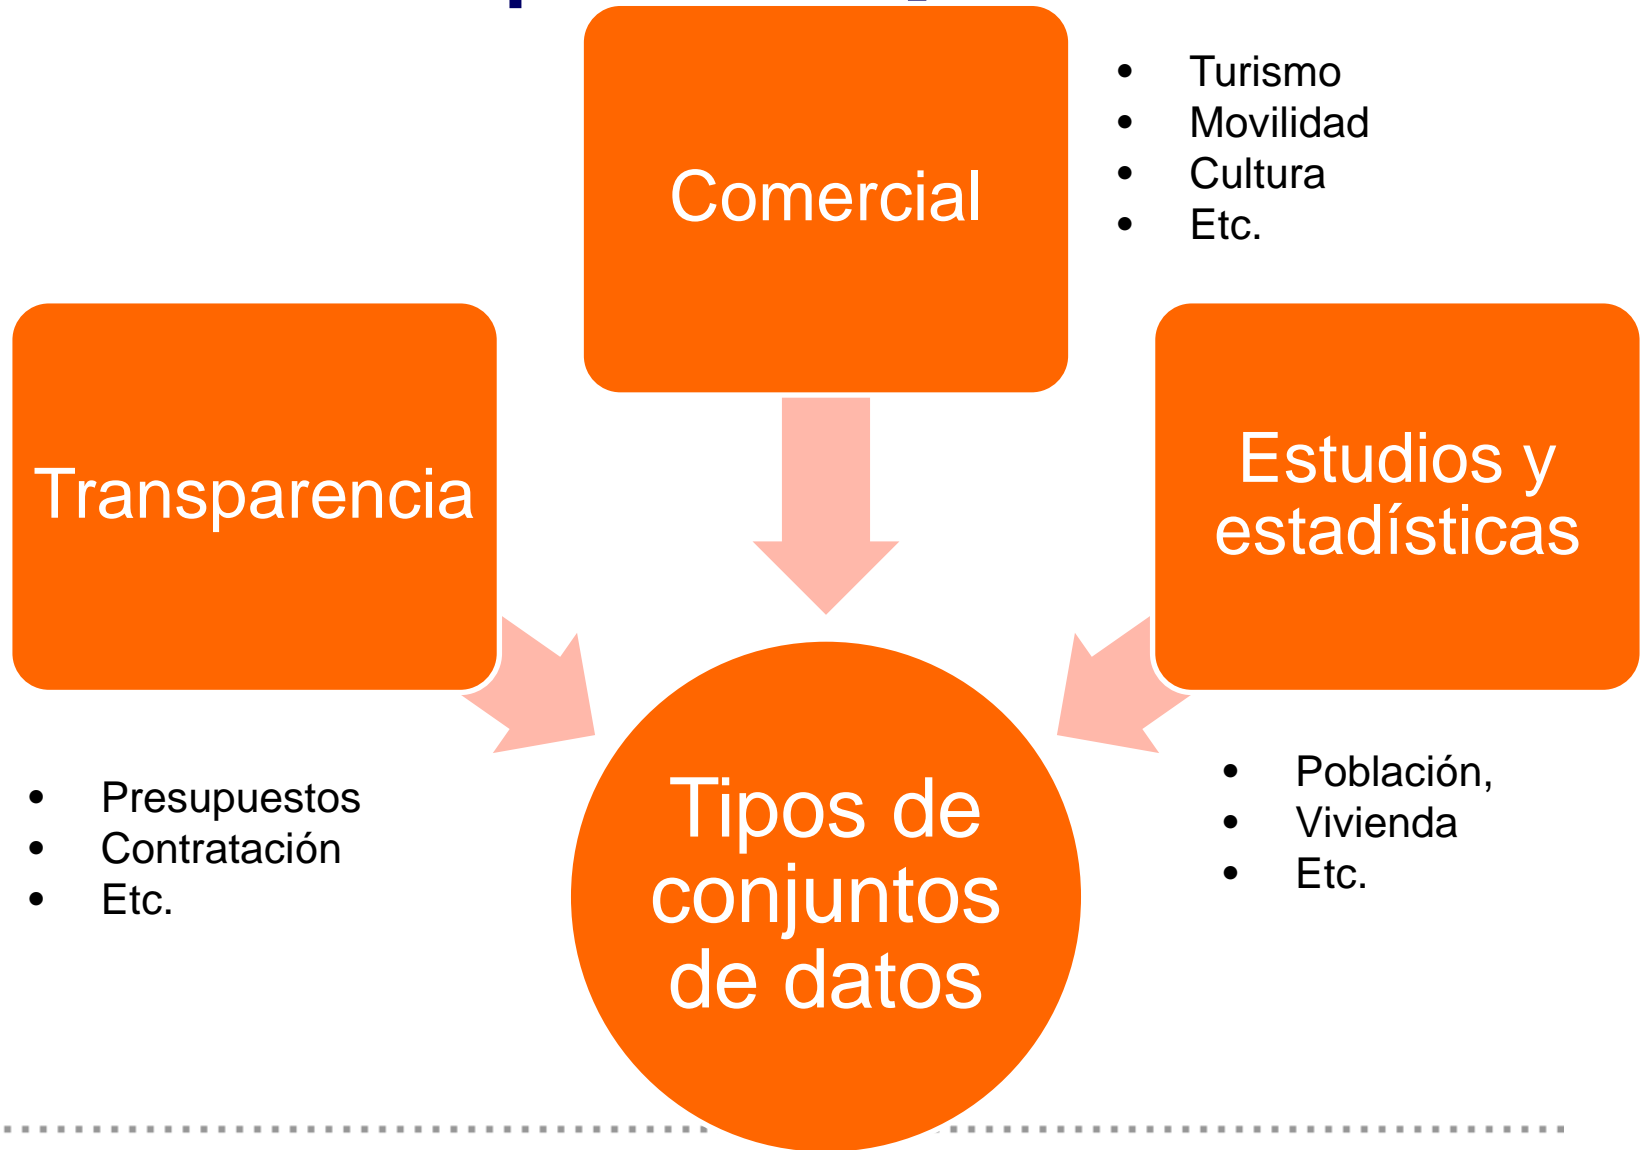 Comercial
• Turismo
• Movilidad
• Cultura
• Etc.
Transparencia
• Presupuestos
• Contratación
• Etc.
Estudios y
estadísticas
• Población,
• Vivienda
• Etc.
Tipos de
conjuntos
de datos